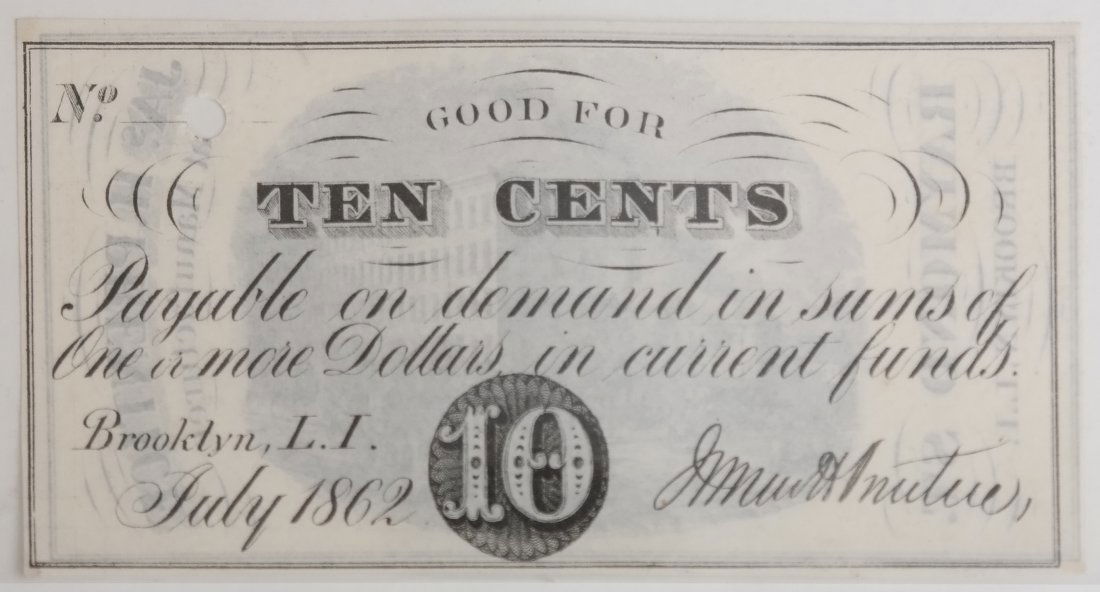 Nº.
GOOD FOR
TEN CENTS
Payable on demand in sums of
One or more Dollars, in current funds.
Brooklyn, L.I.
July 1862
10